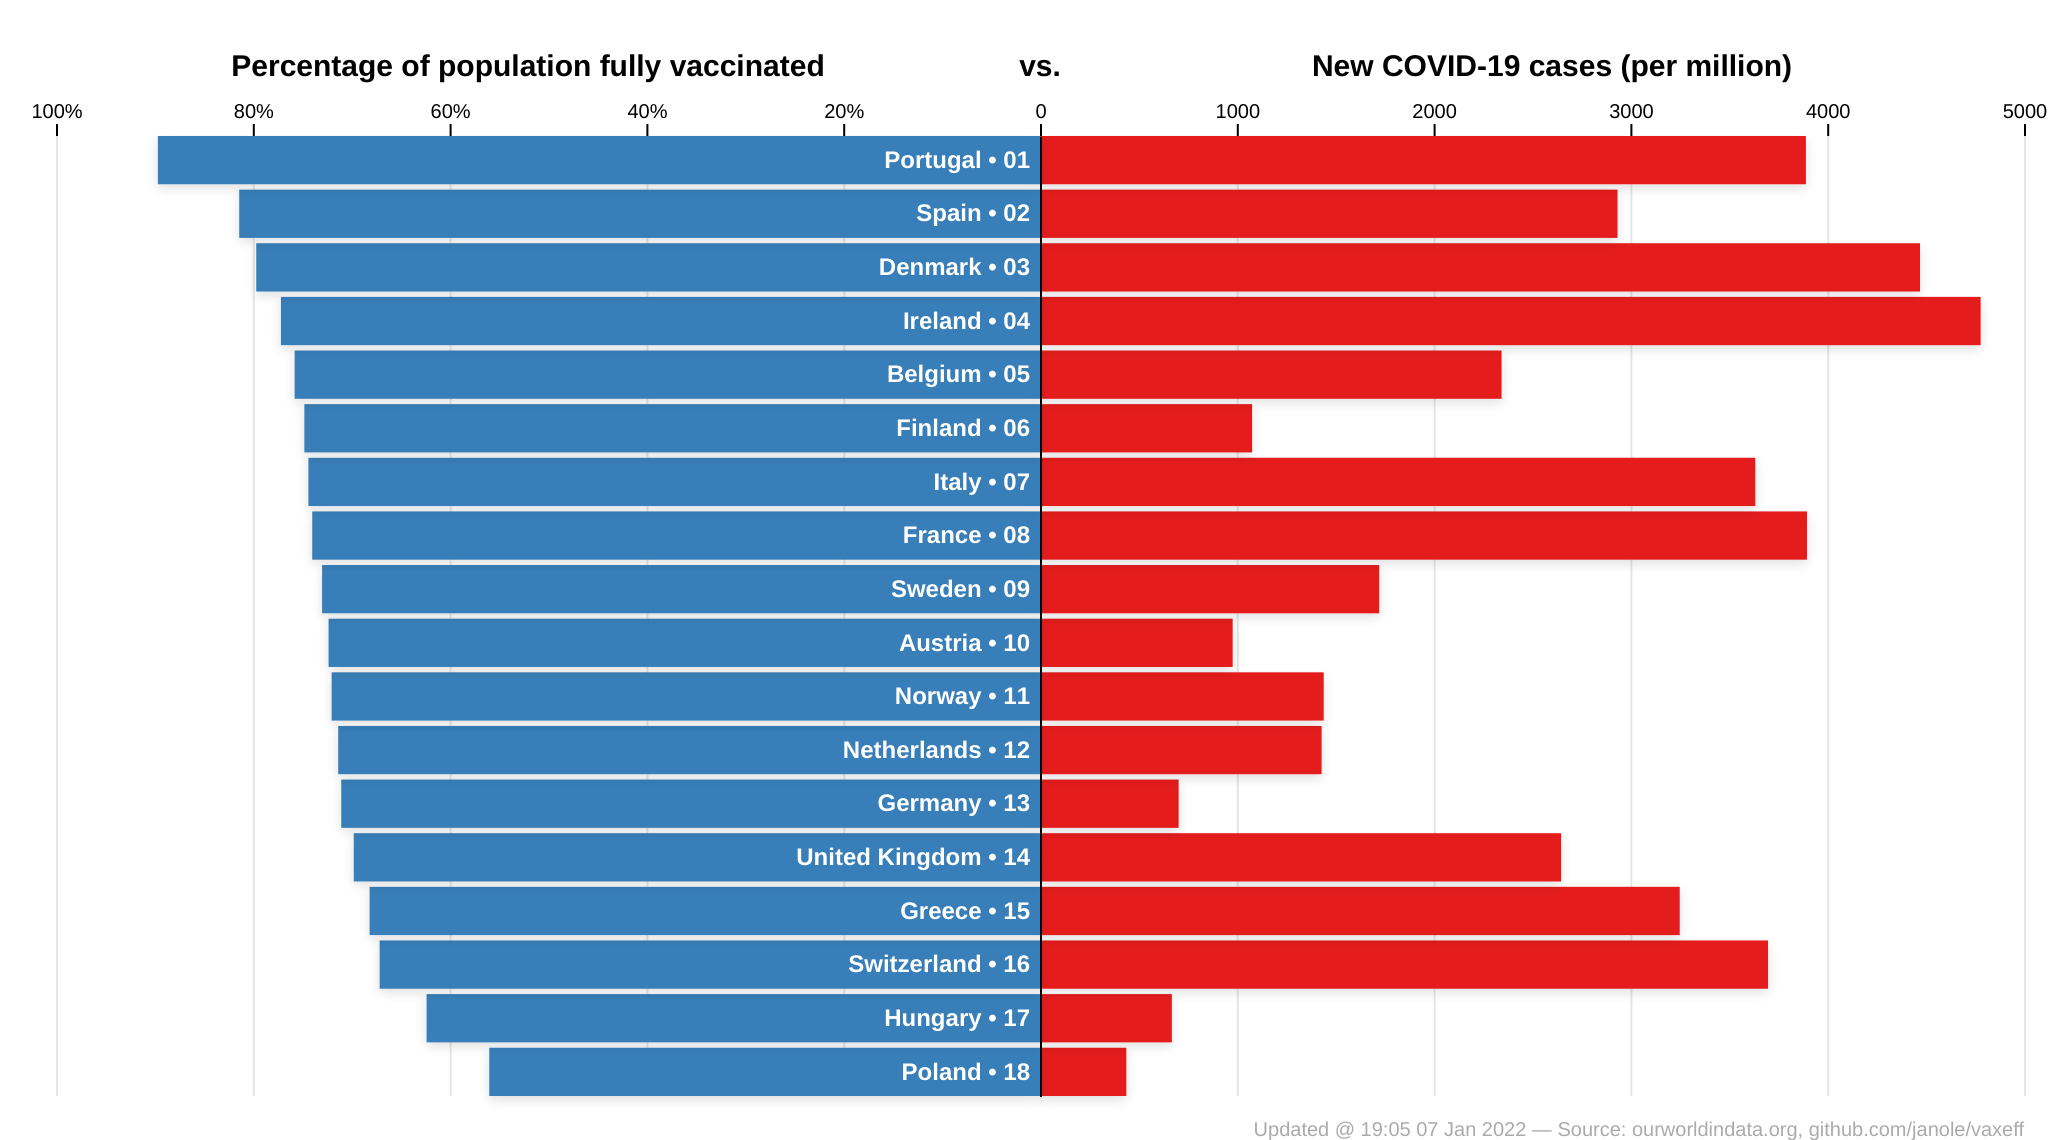 Percentage of population fully vaccinated vs. New COVID-19 cases (per million)
100% 80% 60% 40% 20% 0 1000 2000 3000 4000 5000
Portugal • 01
Spain • 02
Denmark • 03
Ireland • 04
Belgium • 05
Finland • 06
Italy • 07
France • 08
Sweden • 09
Austria • 10
Norway • 11
Netherlands • 12
Germany • 13
United Kingdom • 14
Greece • 15
Switzerland • 16
Hungary • 17
Poland • 18
Updated @ 19:05 07 Jan 2022 — Source: ourworldindata.org, github.com/janole/vaxeff